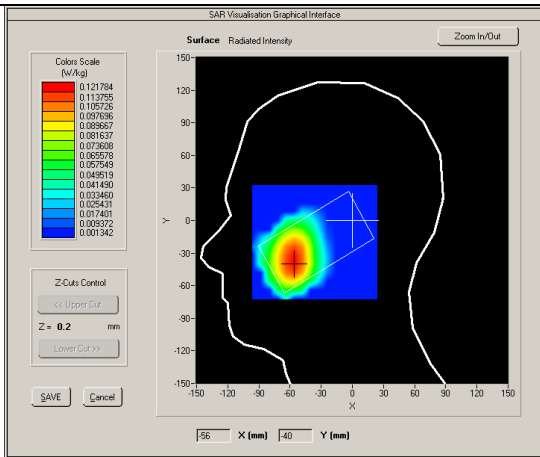 SAR Visualisation Graphical Interface
Surface Radiated Intensity
Zoom In/Out
Colors Scale
(W/kg)
0.121784
0.113755
0.105726
0.097696
0.089667
0.081637
0.073608
0.065578
0.057549
0.049519
0.041490
0.033460
0.025431
0.017401
0.009372
0.001342
Z-Cuts Control
<< Upper Cut
Z = 0.2 mm
Lower Cut >>
SAVE Cancel
150
120
90
60
30
0
-30
-60
-90
-120
-150
Y
-150 -120 -90 -60 -30 0 30 60 90 120 150
X
-56 X (mm) -40 Y (mm)